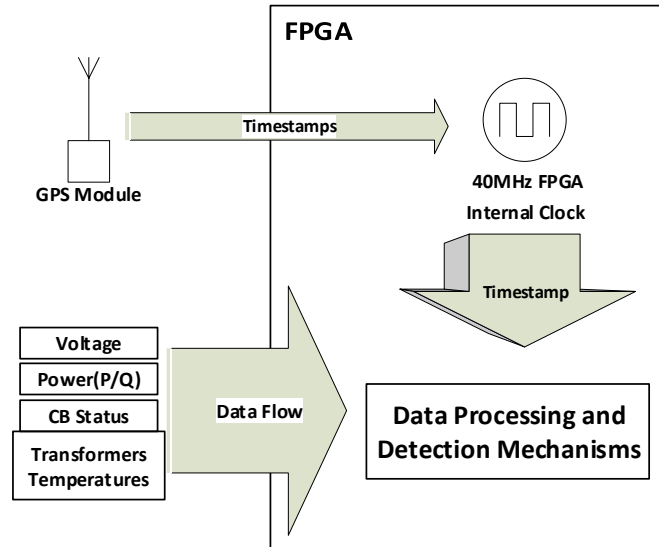 FPGA
Timestamps
GPS Module
40MHz FPGA
Internal Clock
Timestamp
Voltage
Power(P/Q)
CB Status
Transformers
Temperatures
Data Flow
Data Processing and
Detection Mechanisms